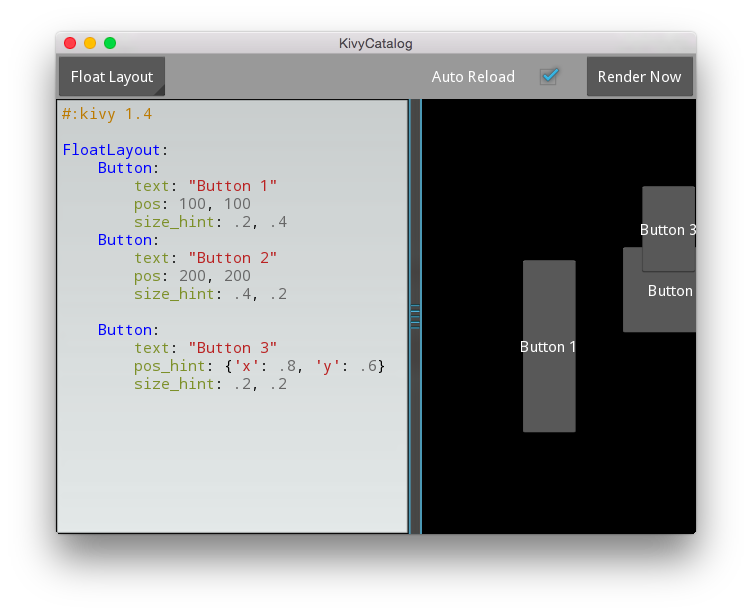 KivyCatalog
Float Layout
Auto Reload
Render Now
#:kivy 1.4
FloatLayout:
    Button:
        text: "Button 1"
        pos: 100, 100
        size_hint: .2, .4
    Button:
        text: "Button 2"
        pos: 200, 200
        size_hint: .4, .2
    Button:
        text: "Button 3"
        pos_hint: {'x': .8, 'y': .6}
        size_hint: .2, .2
Button 3
Button
Button 1